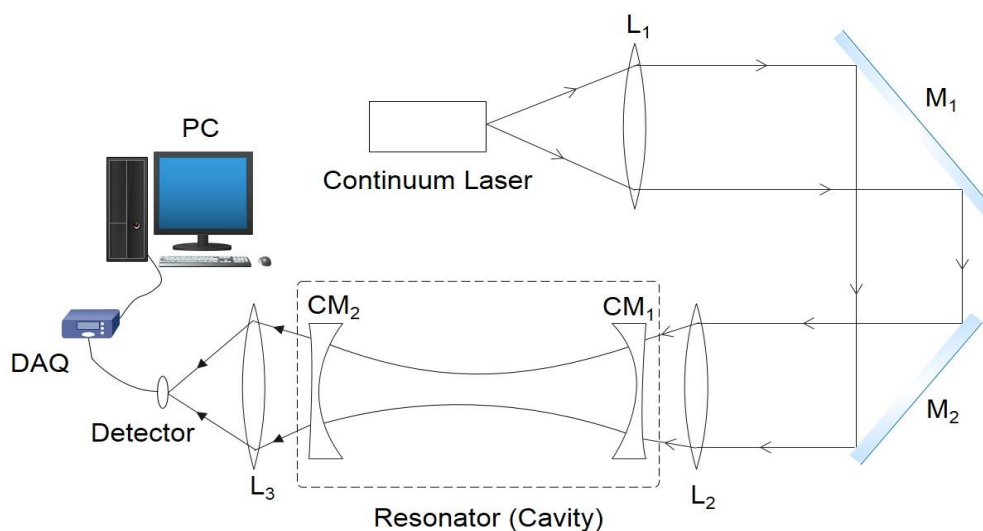 L₁
M₁
PC
Continuum Laser
CM₂
CM₁
DAQ
M₂
Detector
L₃
L₂
Resonator (Cavity)